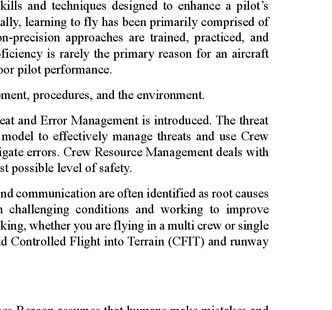 kills and techniques designed to enhance a pilot's
ally, learning to fly has been primarily comprised of
on-precision approaches are trained, practiced, and
ficiency is rarely the primary reason for an aircraft
oor pilot performance.
ment, procedures, and the environment.
eat and Error Management is introduced. The threat
model to effectively manage threats and use Crew
igate errors. Crew Resource Management deals with
st possible level of safety.
nd communication are often identified as root causes
challenging conditions and working to improve
king, whether you are flying in a multi crew or single
d Controlled Flight into Terrain (CFIT) and runway